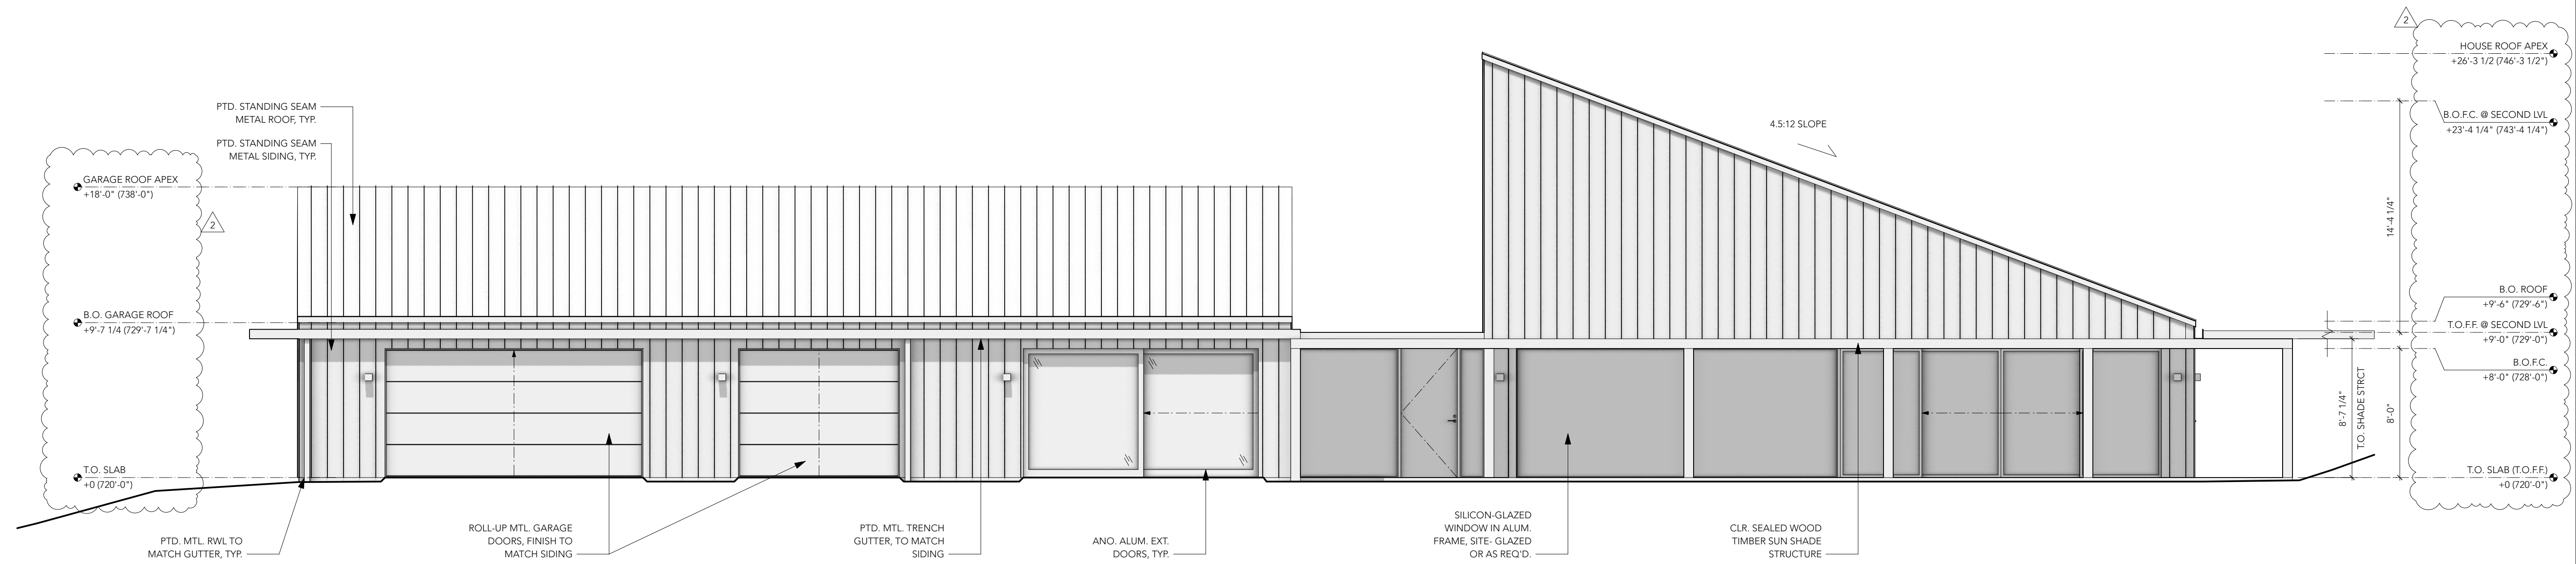 2
HOUSE ROOF APEX
+26'-3 1/2 (746'-3 1/2")
PTD. STANDING SEAM
METAL ROOF, TYP.
B.O.F.C. @ SECOND LVL
+23'-4 1/4" (743'-4 1/4")
4.5:12 SLOPE
PTD. STANDING SEAM
METAL SIDING, TYP.
GARAGE ROOF APEX
+18'-0" (738'-0")
2
14'-4 1/4"
B.O. ROOF
+9'-6" (729'-6")
B.O. GARAGE ROOF
+9'-7 1/4 (729'-7 1/4")
T.O.F.F. @ SECOND LVL
+9'-0" (729'-0")
B.O.F.C.
+8'-0" (728'-0")
8'-7 1/4"
T.O. SHADE STRCT
8'-0"
T.O. SLAB
+0 (720'-0")
T.O. SLAB (T.O.F.F.)
+0 (720'-0")
PTD. MTL. RWL TO
MATCH GUTTER, TYP.
ROLL-UP MTL. GARAGE
DOORS, FINISH TO
MATCH SIDING
PTD. MTL. TRENCH
GUTTER, TO MATCH
SIDING
ANO. ALUM. EXT.
DOORS, TYP.
SILICON-GLAZED
WINDOW IN ALUM.
FRAME, SITE- GLAZED
OR AS REQ'D.
CLR. SEALED WOOD
TIMBER SUN SHADE
STRUCTURE